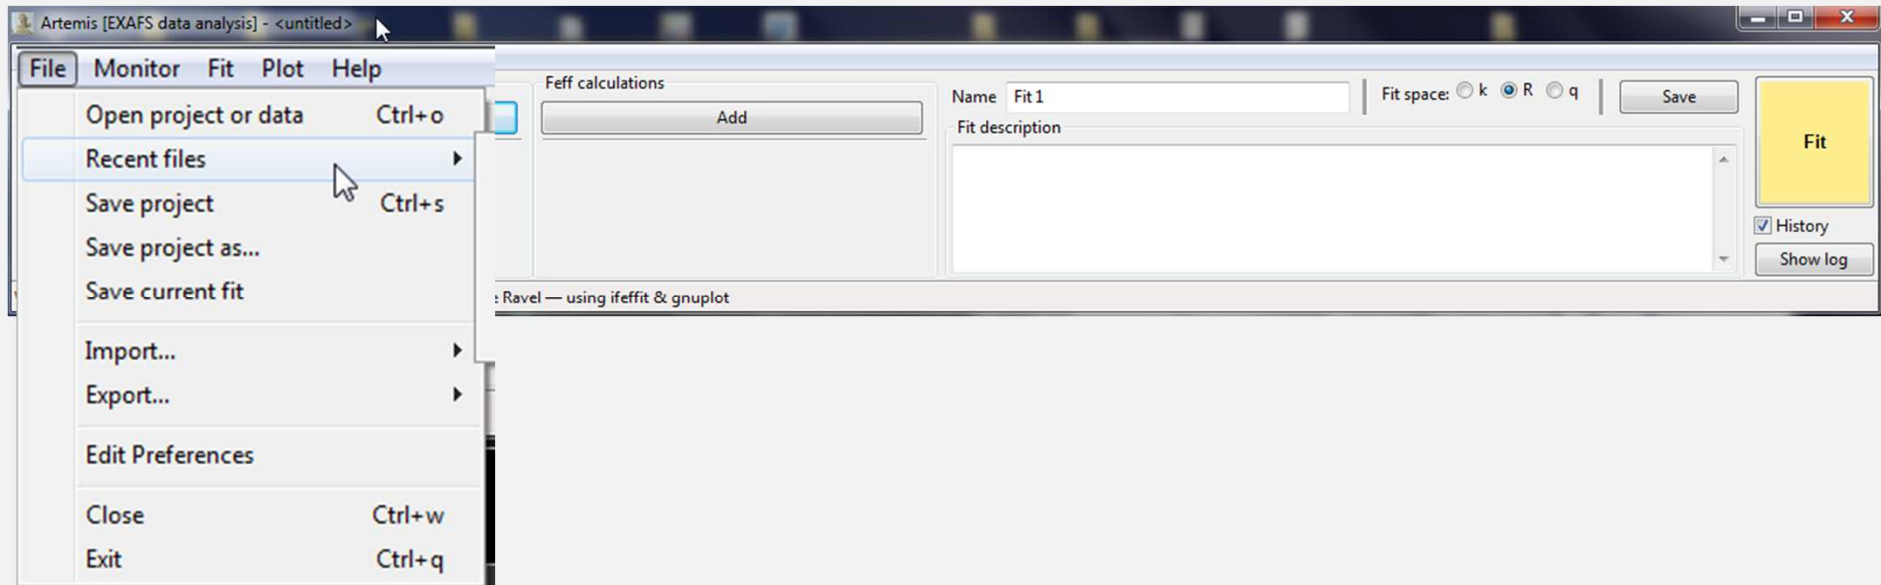 Artemis [EXAFS data analysis] - <untitled>
File Monitor Fit Plot Help
Open project or data Ctrl+o
Recent files
Save project Ctrl+s
Save project as...
Save current fit
Import...
Export...
Edit Preferences
Close Ctrl+w
Exit Ctrl+q
Feff calculations
Add
Name Fit 1
Fit space: k R q
Save
Fit description
Fit
History
Show log
Ravel — using ifeffit & gnuplot